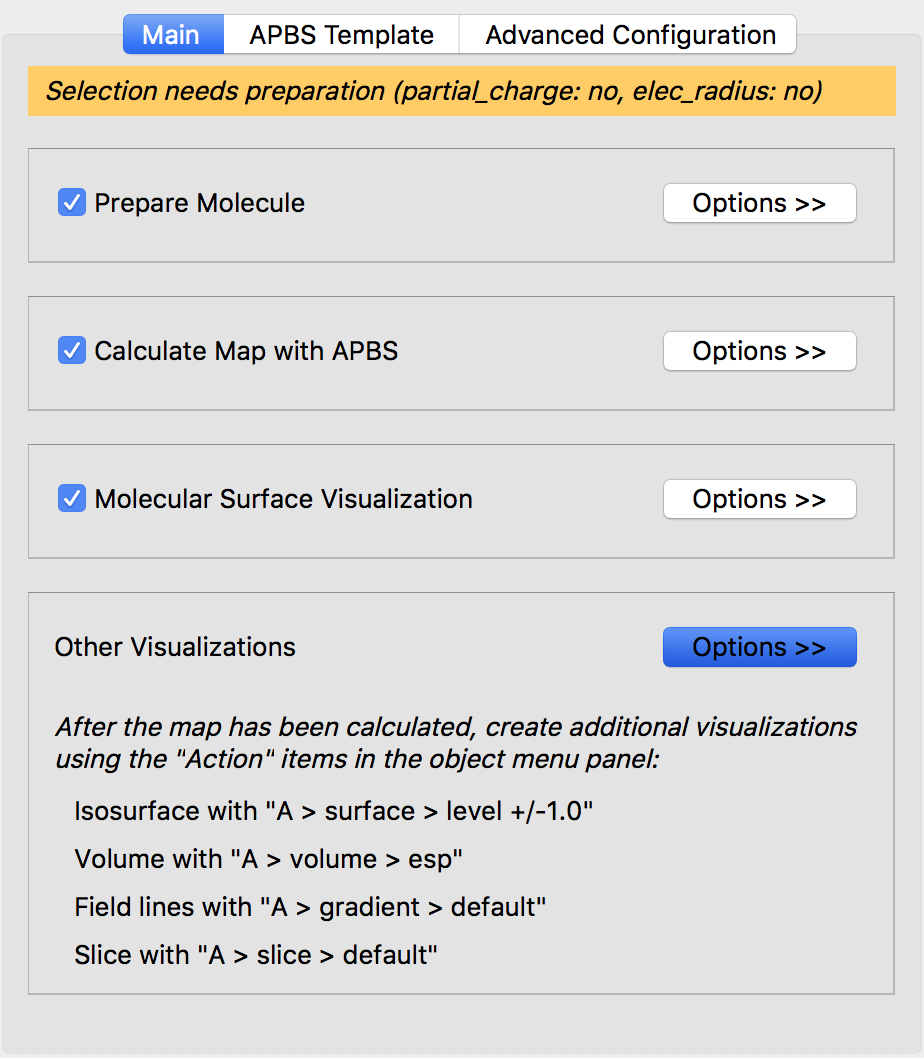 Main APBS Template Advanced Configuration
Selection needs preparation (partial_charge: no, elec_radius: no)
Prepare Molecule Options >>
Calculate Map with APBS Options >>
Molecular Surface Visualization Options >>
Other Visualizations Options >>
After the map has been calculated, create additional visualizations
using the "Action" items in the object menu panel:
Isosurface with "A > surface > level +/-1.0"
Volume with "A > volume > esp"
Field lines with "A > gradient > default"
Slice with "A > slice > default"